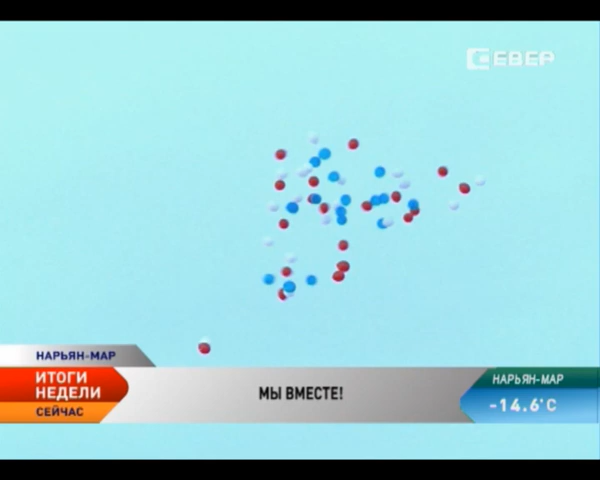 СЕВЕР
НАРЬЯН-МАР
ИТОГИ
НЕДЕЛИ
СЕЙЧАС
МЫ ВМЕСТЕ!
НАРЬЯН-МАР
-14.6°C